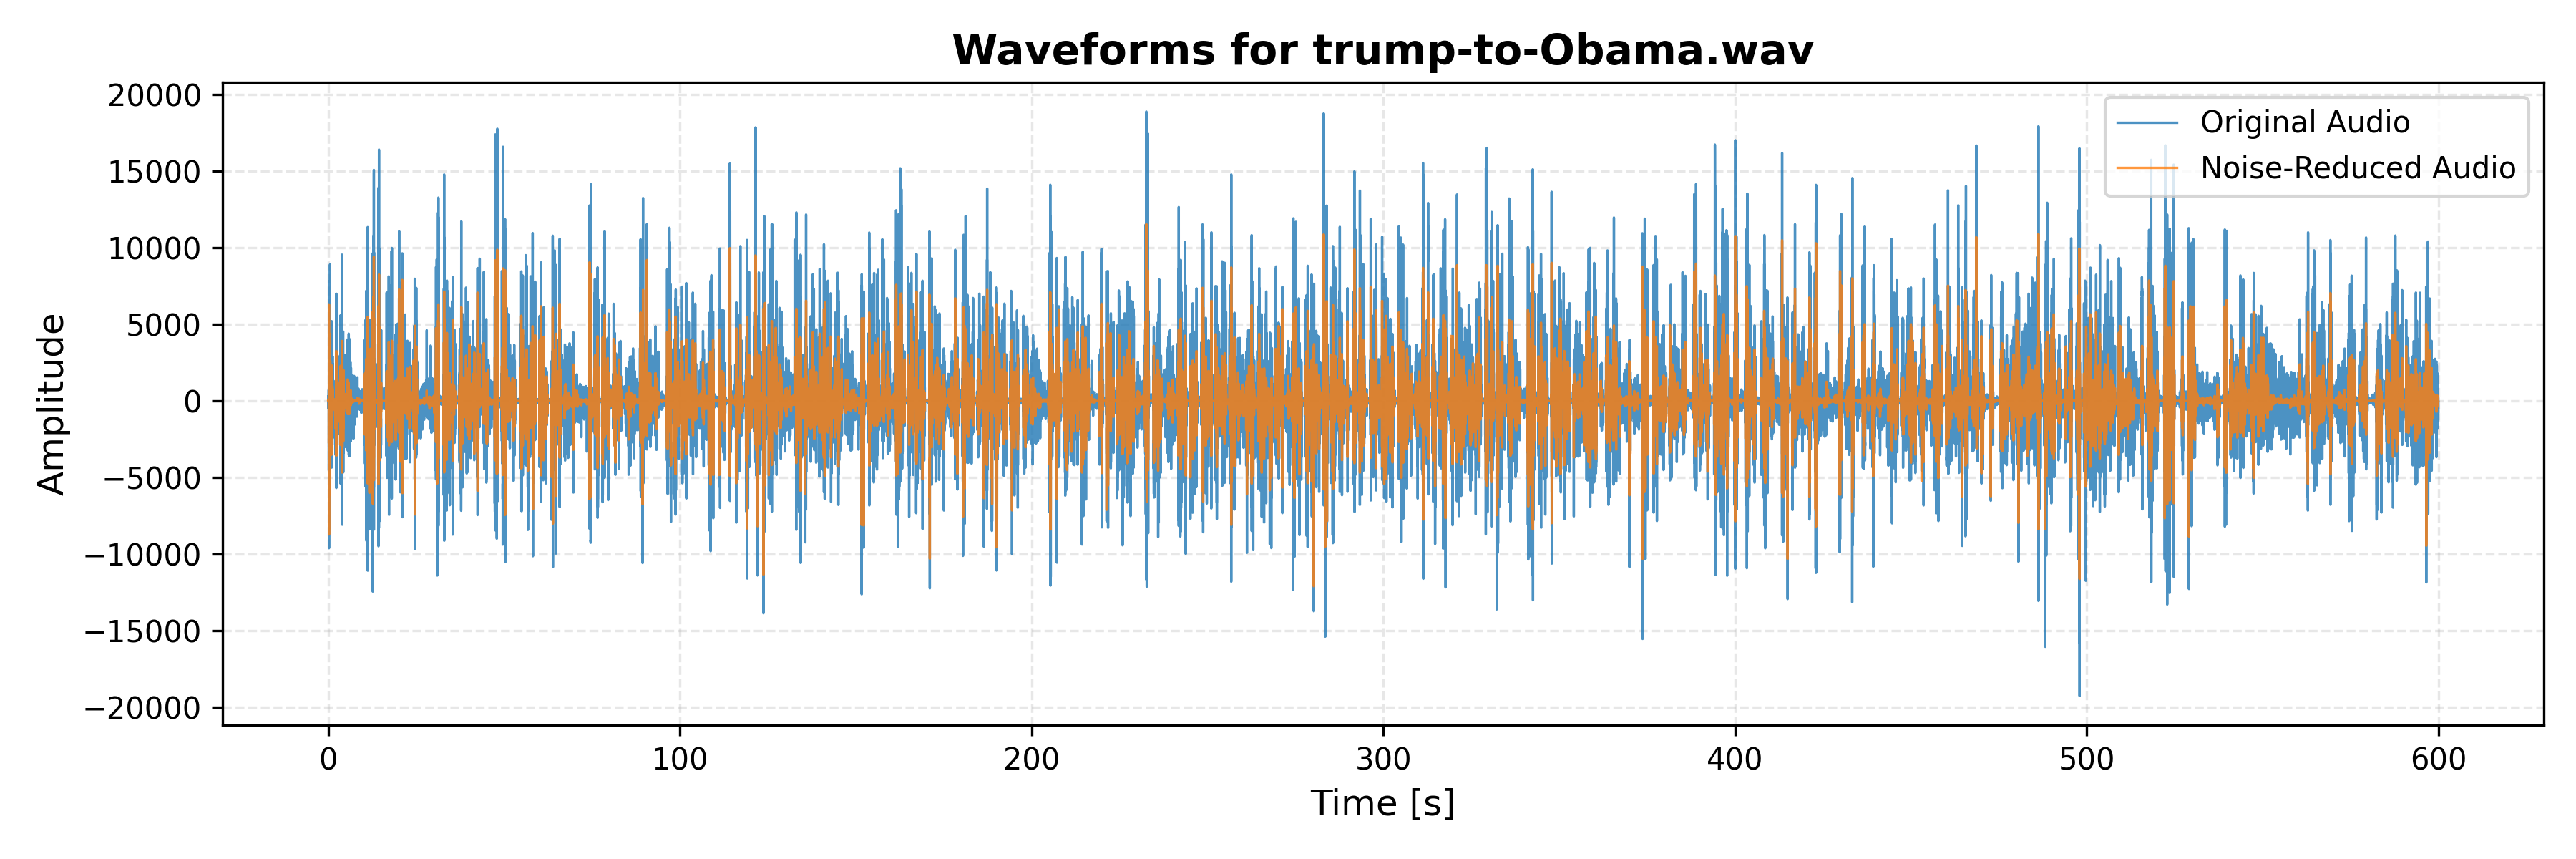 Waveforms for trump-to-Obama.wav
20000
15000
10000
5000
0
−5000
−10000
−15000
−20000
Amplitude
Original Audio
Noise-Reduced Audio
0 100 200 300 400 500 600
Time [s]